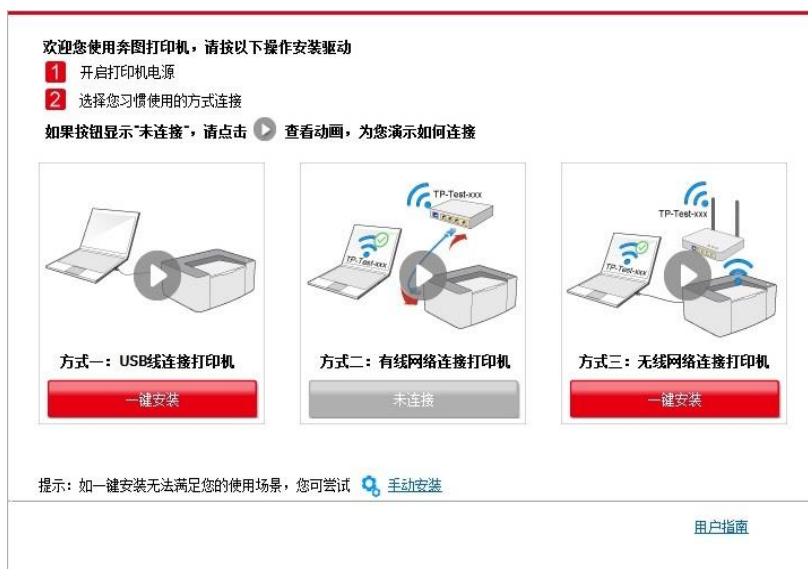 欢迎您使用奔图打印机，请按以下操作安装驱动
1 开启打印机电源
2 选择您习惯使用的方式连接
如果按钮显示"未连接"，请点击 查看动画，为您演示如何连接
TP-Test-xxx
TP-Test-xxx
TP-Test-xxx
TP-Test-xxx
方式一：USB线连接打印机
方式二：有线网络连接打印机
方式三：无线网络连接打印机
一键安装
未连接
一键安装
提示：如一键安装无法满足您的使用场景，您可尝试 手动安装
用户指南